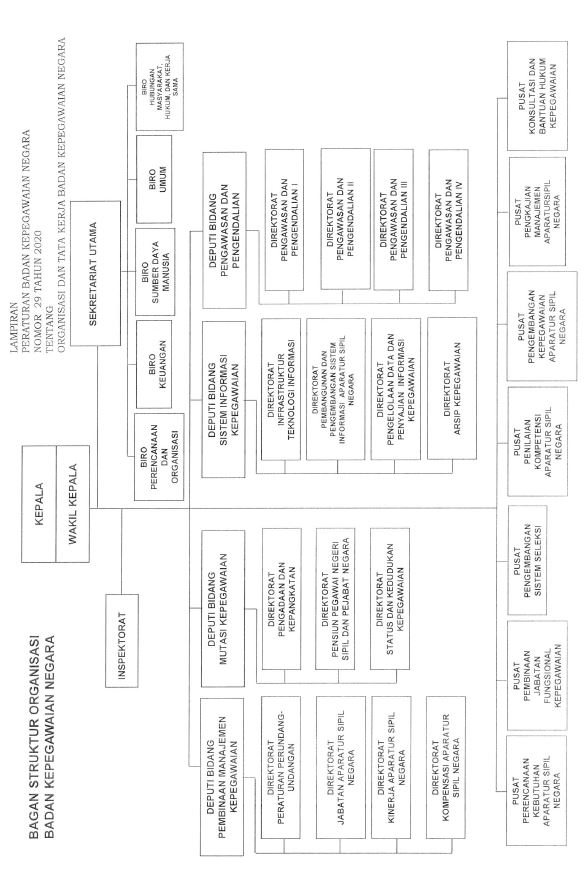 BAGAN STRUKTUR ORGANISASI
BADAN KEPEGAWAIAN NEGARA
LAMPIRAN
PERATURAN BADAN KEPEGAWAIAN NEGARA
NOMOR 29 TAHUN 2020
TENTANG
ORGANISASI DAN TATA KERJA BADAN KEPEGAWAIAN NEGARA
KEPALA
WAKIL KEPALA
SEKRETARIAT UTAMA
INSPEKTORAT
BIRO
PERENCANAAN
DAN
ORGANISASI
BIRO
KEUANGAN
BIRO
SUMBER DAYA
MANUSIA
BIRO
UMUM
BIRO
HUBUNGAN
MASYARAKAT,
HUKUM, DAN KERJA
SAMA
DEPUTI BIDANG
PEMBINAAN MANAJEMEN
KEPEGAWAIAN
DIREKTORAT
PERATURAN PERUNDANG-
UNDANGAN
DIREKTORAT
JABATAN APARATUR SIPIL
NEGARA
DIREKTORAT
KINERJA APARATUR SIPIL
NEGARA
DIREKTORAT
KOMPENSASI APARATUR
SIPIL NEGARA
DEPUTI BIDANG
MUTASI KEPEGAWAIAN
DIREKTORAT
PENGADAAN DAN
KEPANGKATAN
DIREKTORAT
PENSIUN PEGAWAI NEGERI
SIPIL DAN PEJABAT NEGARA
DIREKTORAT
STATUS DAN KEDUDUKAN
KEPEGAWAIAN
DEPUTI BIDANG
SISTEM INFORMASI
KEPEGAWAIAN
DIREKTORAT
INFRASTRUKTUR
TEKNOLOGI INFORMASI
DIREKTORAT
PEMBANGUNAN DAN
PENGEMBANGAN SISTEM
INFORMASI APARATUR SIPIL
NEGARA
DIREKTORAT
PENGELOLAAN DATA DAN
PENYAJIAN INFORMASI
KEPEGAWAIAN
DIREKTORAT
ARSIP KEPEGAWAIAN
DEPUTI BIDANG
PENGAWASAN DAN
PENGENDALIAN
DIREKTORAT
PENGAWASAN DAN
PENGENDALIAN I
DIREKTORAT
PENGAWASAN DAN
PENGENDALIAN II
DIREKTORAT
PENGAWASAN DAN
PENGENDALIAN III
DIREKTORAT
PENGAWASAN DAN
PENGENDALIAN IV
PUSAT
PERENCANAAN
KEBUTUHAN
APARATUR SIPIL
NEGARA
PUSAT
PEMBINAAN
JABATAN
FUNGSIONAL
KEPEGAWAIAN
PUSAT
PENGEMBANGAN
SISTEM SELEKSI
PUSAT
PENILAIAN
KOMPETENSI
APARATUR SIPIL
NEGARA
PUSAT
PENGEMBANGAN
KEPEGAWAIAN
APARATUR SIPIL
NEGARA
PUSAT
PENGKAJIAN
MANAJEMEN
APARATURSIPIL
NEGARA
PUSAT
KONSULTASI DAN
BANTUAN HUKUM
KEPEGAWAIAN